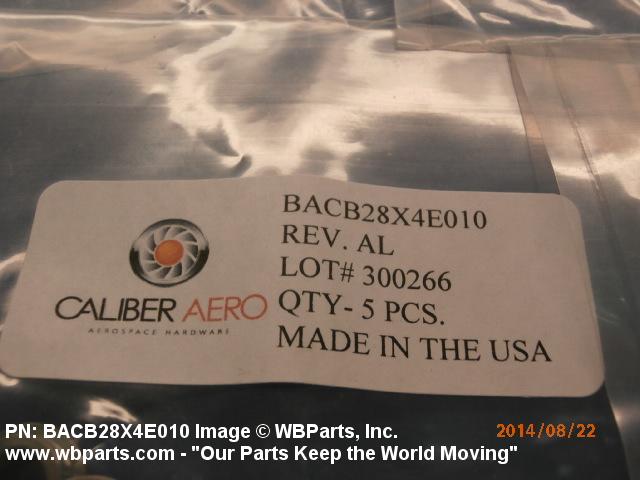 BACB28X4E010
REV. AL
LOT# 300266
QTY- 5 PCS.
MADE IN THE USA
CALIBER AERO
AEROSPACE HARDWARE
PN: BACB28X4E010 Image © WBParts, Inc.
2014/08/22
www.wbparts.com - "Our Parts Keep the World Moving"